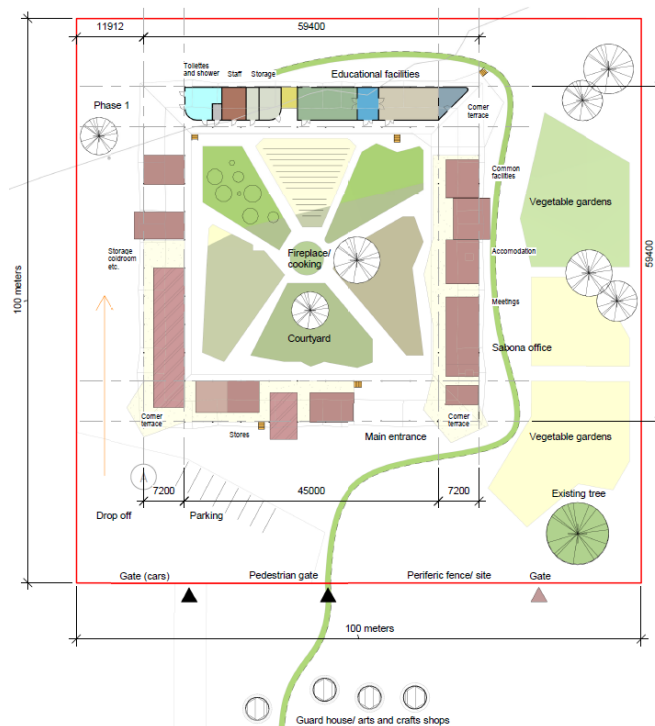 11912
59400
Toilettes
and shower
Staff
Storage
Educational facilities
Phase 1
Corner
terrace
Common
facilities
Vegetable gardens
100 meters
59400
Storage
coldroom
etc.
Fireplace/
cooking
Accomodation
Meetings
Courtyard
Sabona office
Corner
terrace
Stores
Main entrance
Corner
terrace
Vegetable gardens
7200
45000
7200
Existing tree
Drop off
Parking
Gate (cars)
Pedestrian gate
Periferic fence/ site
Gate
100 meters
Guard house/ arts and crafts shops